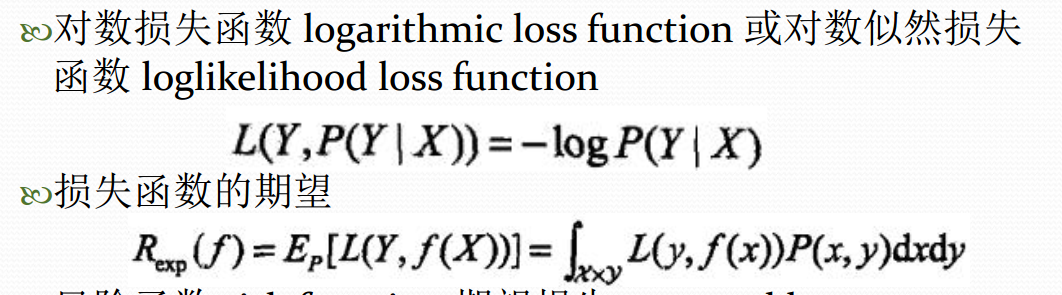 对数损失函数 logarithmic loss function 或对数似然损失
函数 loglikelihood loss function
L(Y,P(Y|X))=-log P(Y|X)
损失函数的期望
R_exp(f)=E_P[L(Y,f(X))]=∫_{x×y} L(y,f(x))P(x,y)dxdy